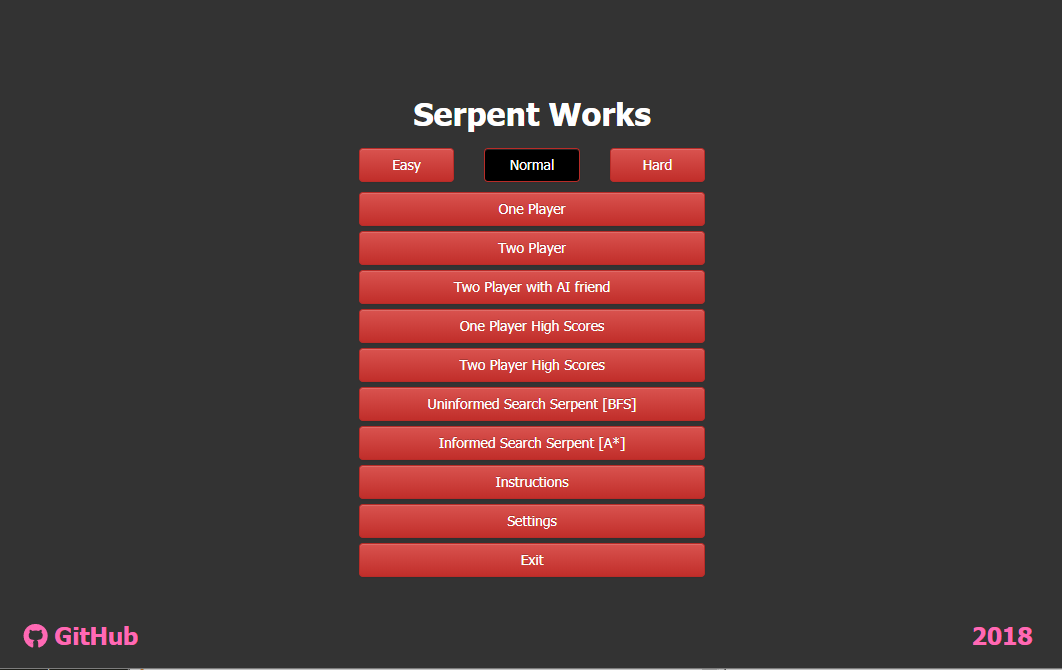 Serpent Works
Easy Normal Hard
One Player
Two Player
Two Player with AI friend
One Player High Scores
Two Player High Scores
Uninformed Search Serpent [BFS]
Informed Search Serpent [A*]
Instructions
Settings
Exit
GitHub 2018